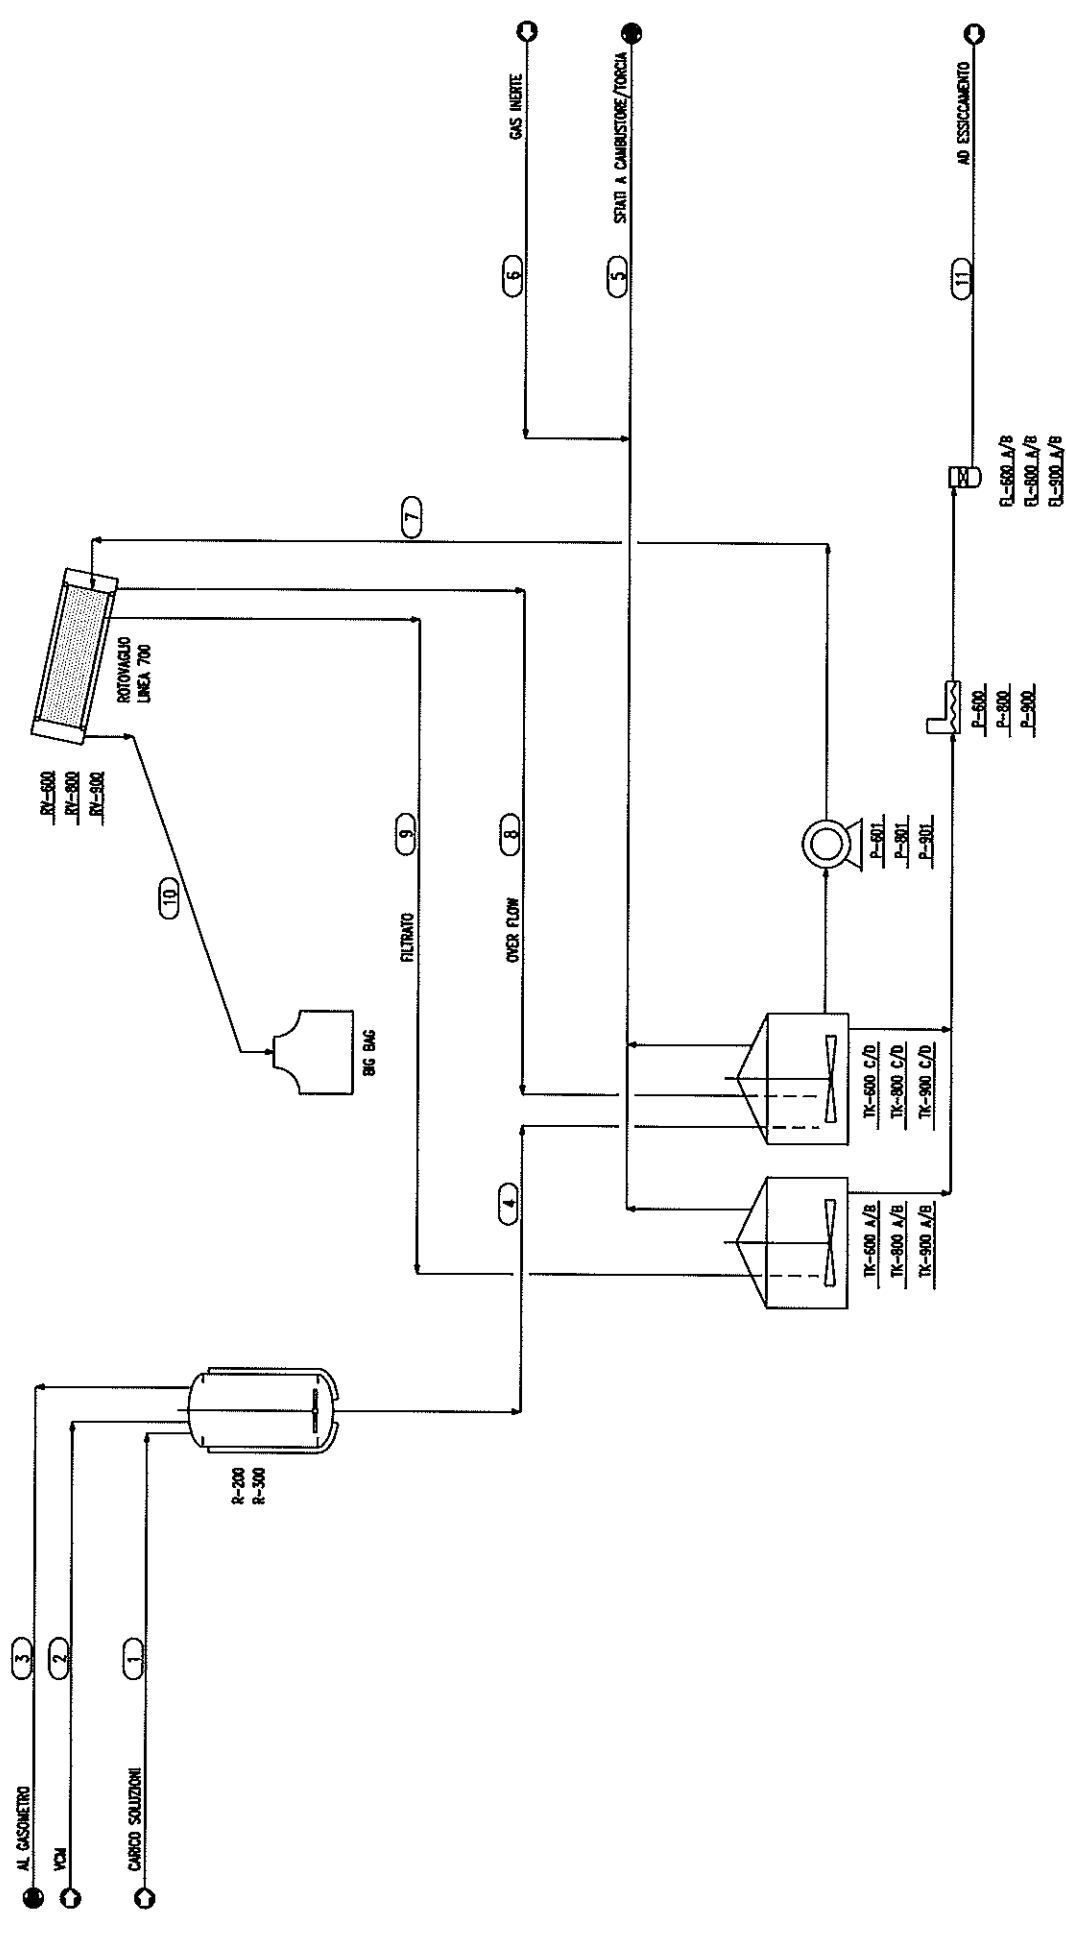 AL GASOMETRO
3
VCM
2
CARICO SOLUZIONI
1
R-200
R-300
RV-600
RV-800
RV-900
ROTOVAGLIO
LINEA 700
10
BIG BAG
7
FILTRATO
9
OVER FLOW
8
4
GAS INERTE
6
SFIATI A CAMBUSTORE/TORCIA
5
TK-600 A/B
TK-800 A/B
TK-900 A/B
TK-600 C/D
TK-800 C/D
TK-900 C/D
P-601
P-801
P-901
P-600
P-800
P-900
FL-600 A/B
FL-800 A/B
FL-900 A/B
AD ESSICCAMENTO
11